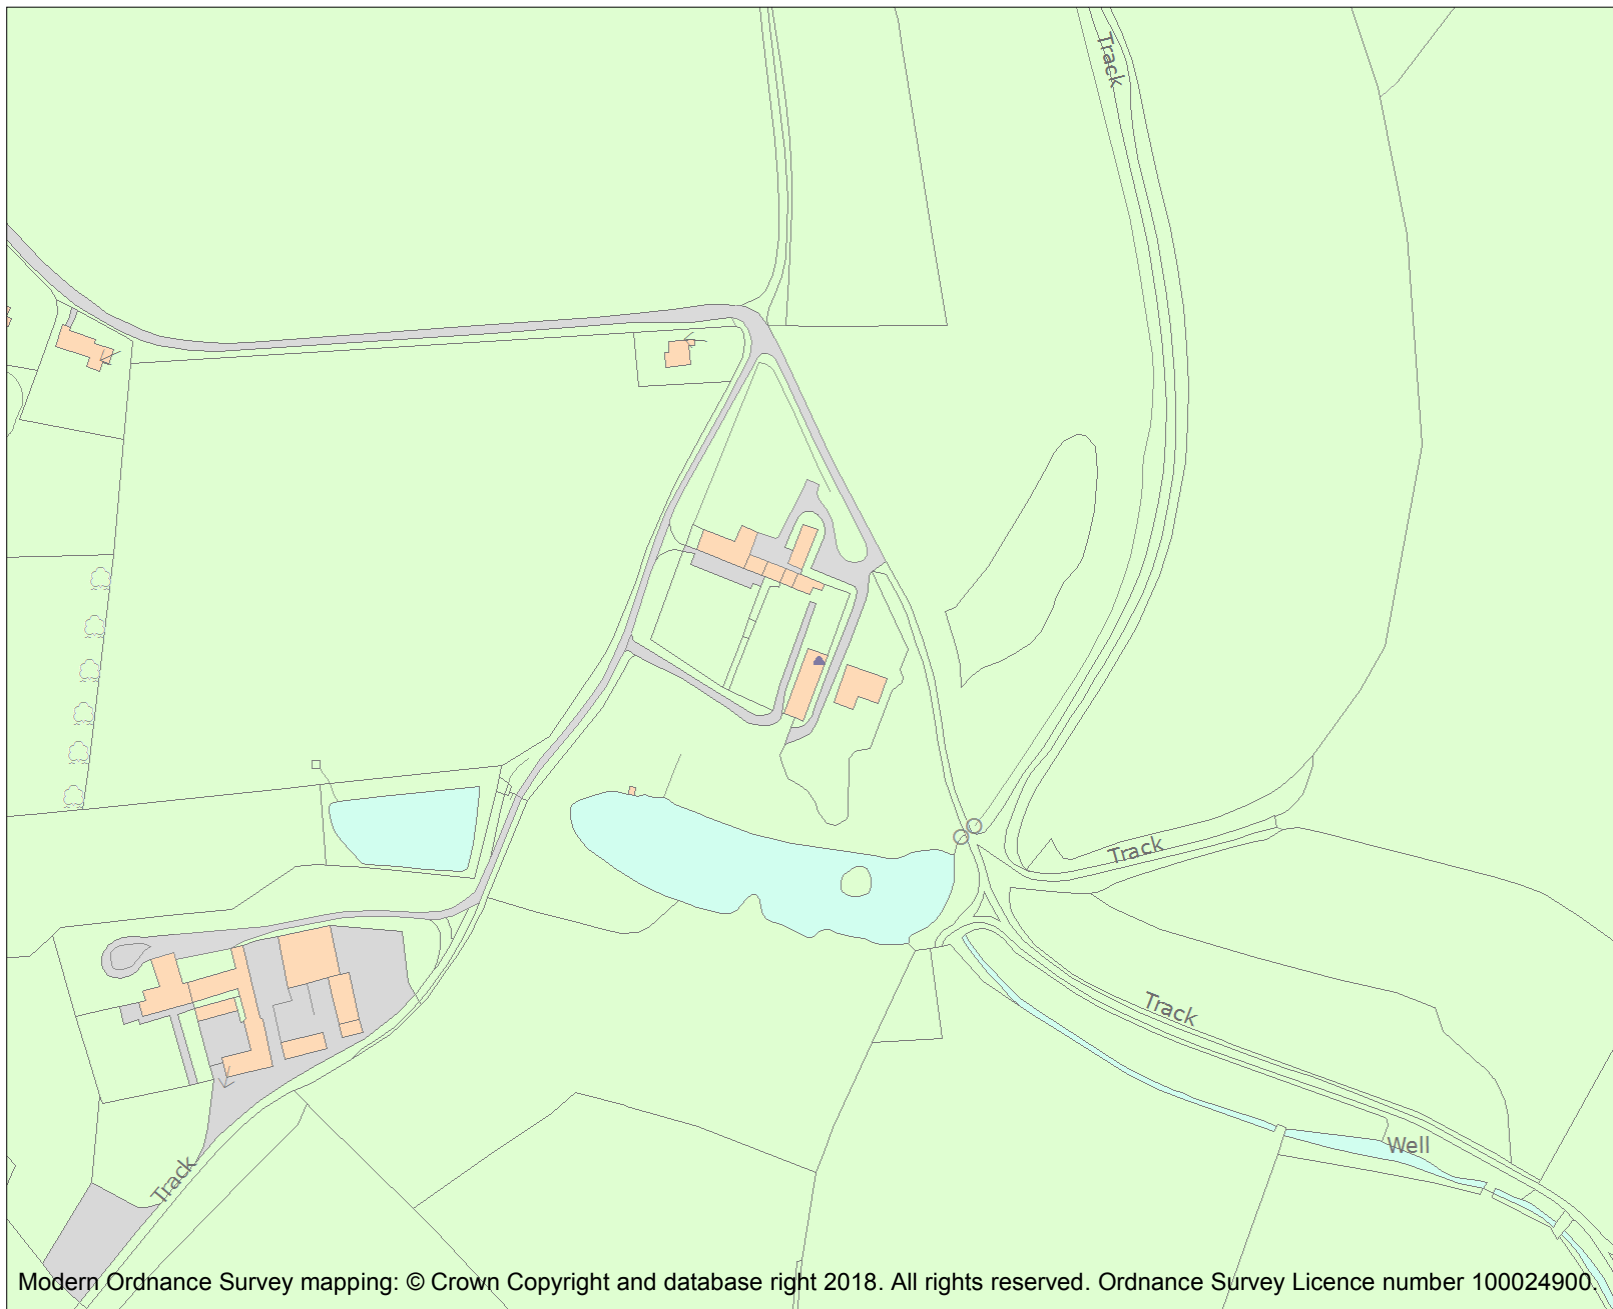 Track
Track
Track
Well
Track
Modern Ordnance Survey mapping: © Crown Copyright and database right 2018. All rights reserved. Ordnance Survey Licence number 100024900.